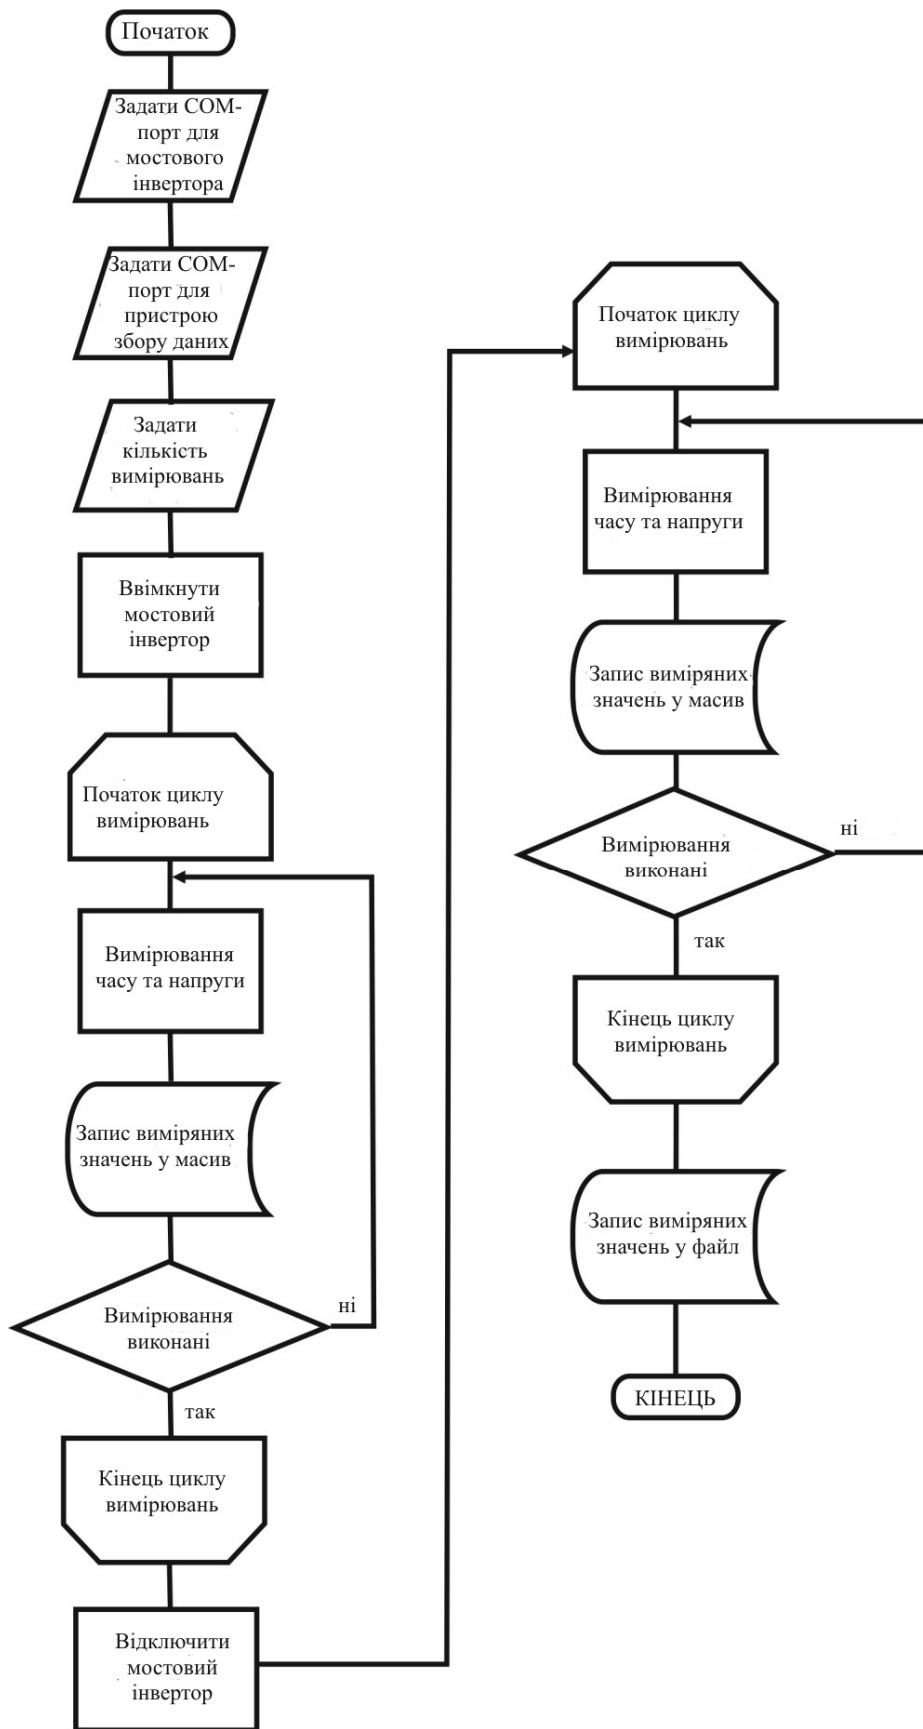 Початок
Задати COM-
порт для
мостового
інвертора
Задати COM-
порт для
пристрою
збору даних
Задати
кількість
вимірювань
Ввімкнути
мостовий
інвертор
Початок циклу
вимірювань
Вимірювання
часу та напруги
Запис виміряних
значень у масив
Вимірювання
виконані
ні
так
Кінець циклу
вимірювань
Відключити
мостовий
інвертор
Початок циклу
вимірювань
Вимірювання
часу та напруги
Запис виміряних
значень у масив
Вимірювання
виконані
ні
так
Кінець циклу
вимірювань
Запис виміряних
значень у файл
КІНЕЦЬ